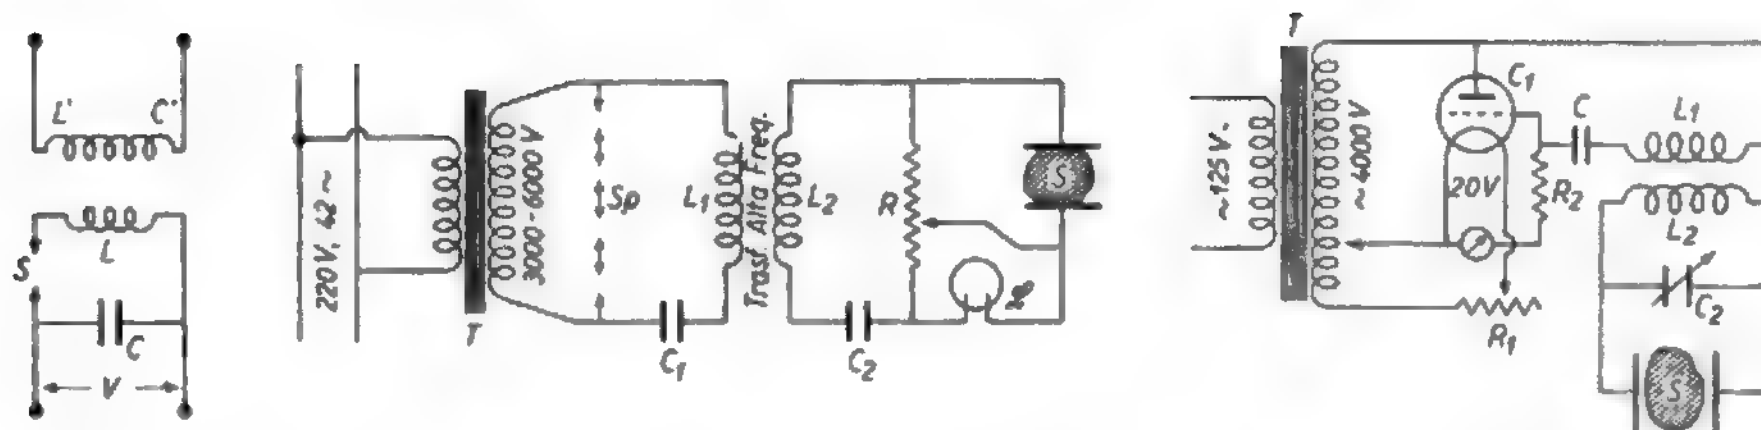 L'
C'
L
S
C
V
220V, 42~
T
3000-6000 V
Sp
L1
C1
Trasf. Alta Freq.
L2
C2
R
S
T
~125 V.
~4000 V
C1
20V
R2
R1
C
L1
L2
C2
S